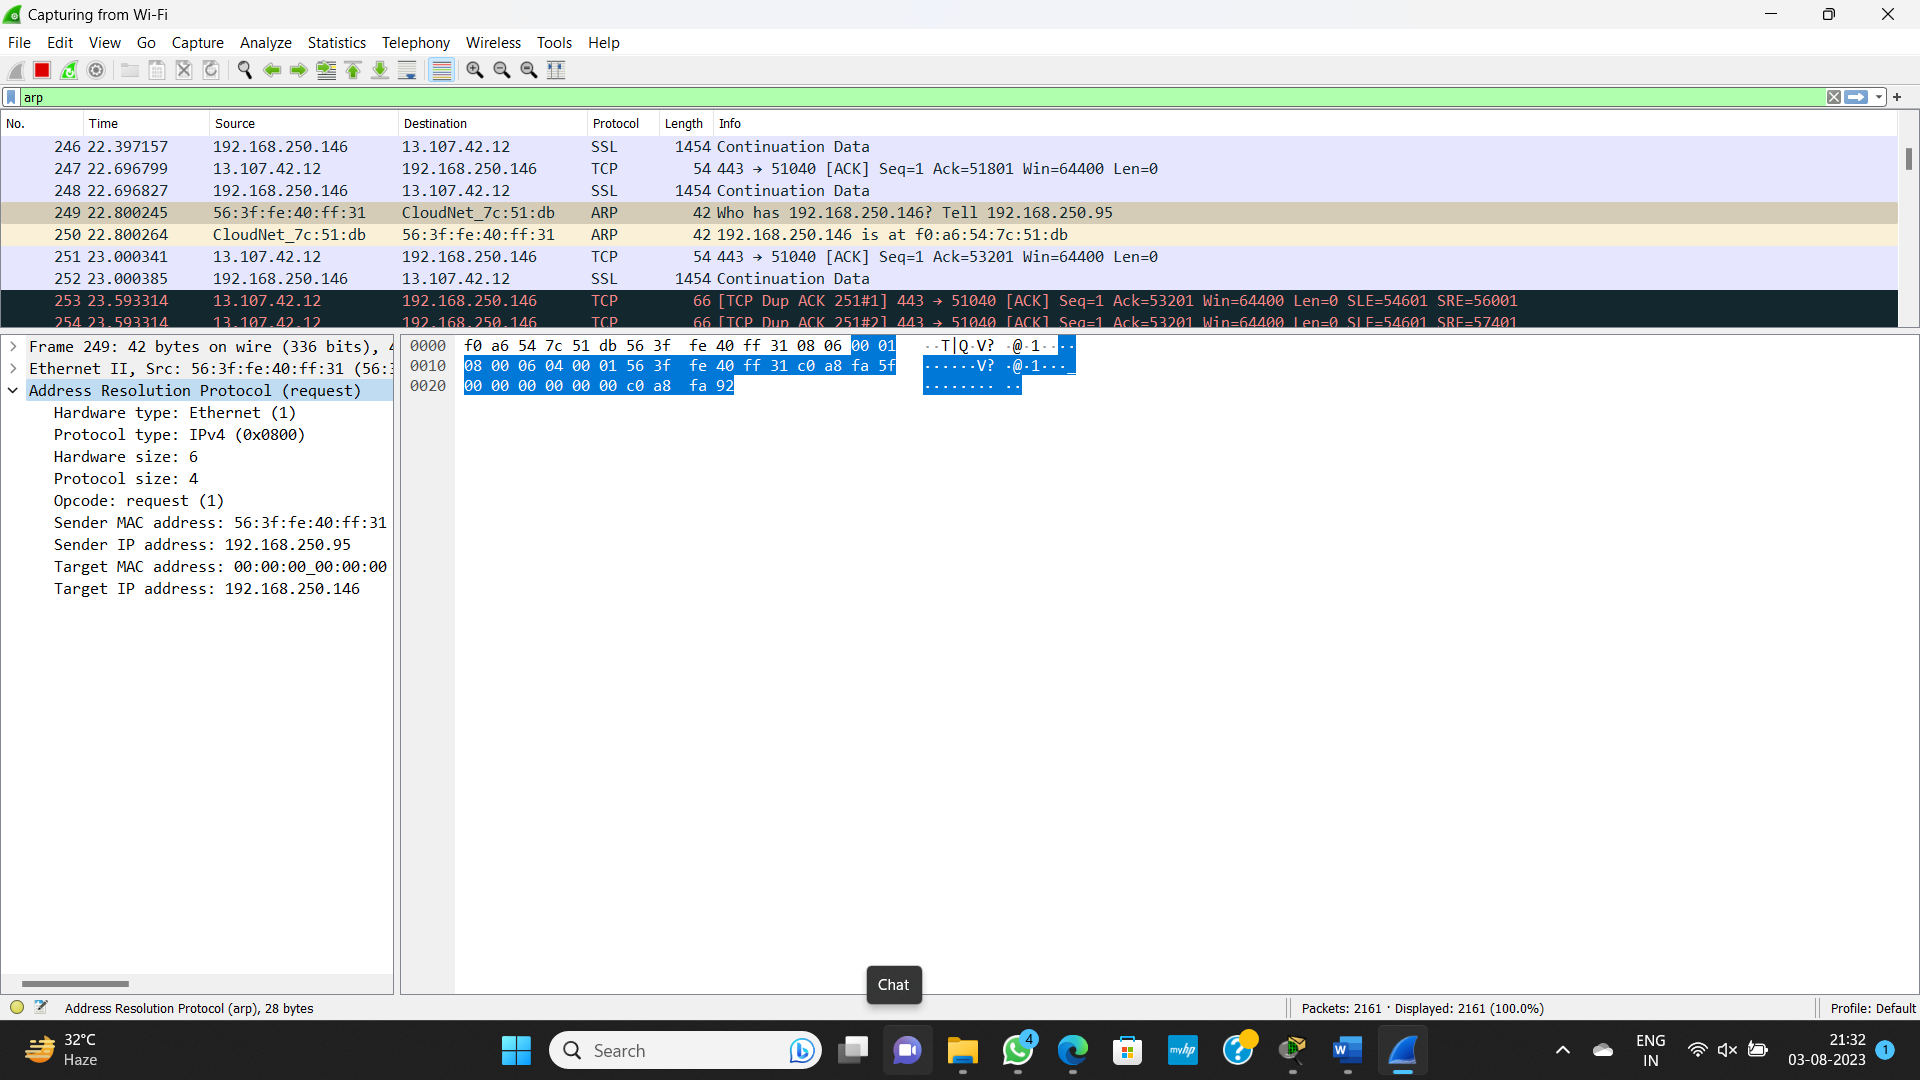 Capturing from Wi-Fi
File Edit View Go Capture Analyze Statistics Telephony Wireless Tools Help
arp
No. Time Source Destination Protocol Length Info
246 22.397157 192.168.250.146 13.107.42.12 SSL 1454 Continuation Data
247 22.696799 13.107.42.12 192.168.250.146 TCP 54 443 → 51040 [ACK] Seq=1 Ack=51801 Win=64400 Len=0
248 22.696827 192.168.250.146 13.107.42.12 SSL 1454 Continuation Data
249 22.800245 56:3f:fe:40:ff:31 CloudNet_7c:51:db ARP 42 Who has 192.168.250.146? Tell 192.168.250.95
250 22.800264 CloudNet_7c:51:db 56:3f:fe:40:ff:31 ARP 42 192.168.250.146 is at f0:a6:54:7c:51:db
251 23.000341 13.107.42.12 192.168.250.146 TCP 54 443 → 51040 [ACK] Seq=1 Ack=53201 Win=64400 Len=0
252 23.000385 192.168.250.146 13.107.42.12 SSL 1454 Continuation Data
253 23.593314 13.107.42.12 192.168.250.146 TCP 66 [TCP Dup ACK 251#1] 443 → 51040 [ACK] Seq=1 Ack=53201 Win=64400 Len=0 SLE=54601 SRE=56001
254 23.593314 13.107.42.12 192.168.250.146 TCP 66 [TCP Dup ACK 251#2] 443 → 51040 [ACK] Seq=1 Ack=53201 Win=64400 Len=0 SLE=54601 SRE=57401
Frame 249: 42 bytes on wire (336 bits), 4
Ethernet II, Src: 56:3f:fe:40:ff:31 (56:3
Address Resolution Protocol (request)
Hardware type: Ethernet (1)
Protocol type: IPv4 (0x0800)
Hardware size: 6
Protocol size: 4
Opcode: request (1)
Sender MAC address: 56:3f:fe:40:ff:31
Sender IP address: 192.168.250.95
Target MAC address: 00:00:00_00:00:00
Target IP address: 192.168.250.146
0000 f0 a6 54 7c 51 db 56 3f fe 40 ff 31 08 06 00 01 ··T|Q·V? ·@·1····
0010 08 00 06 04 00 01 56 3f fe 40 ff 31 c0 a8 fa 5f ······V? ·@·1···_
0020 00 00 00 00 00 00 c0 a8 fa 92 ········ ··
Chat
Address Resolution Protocol (arp), 28 bytes
Packets: 2161 · Displayed: 2161 (100.0%)
Profile: Default
32°C
Haze
Search
4
myhp
?
ENG
IN
21:32
03-08-2023
1